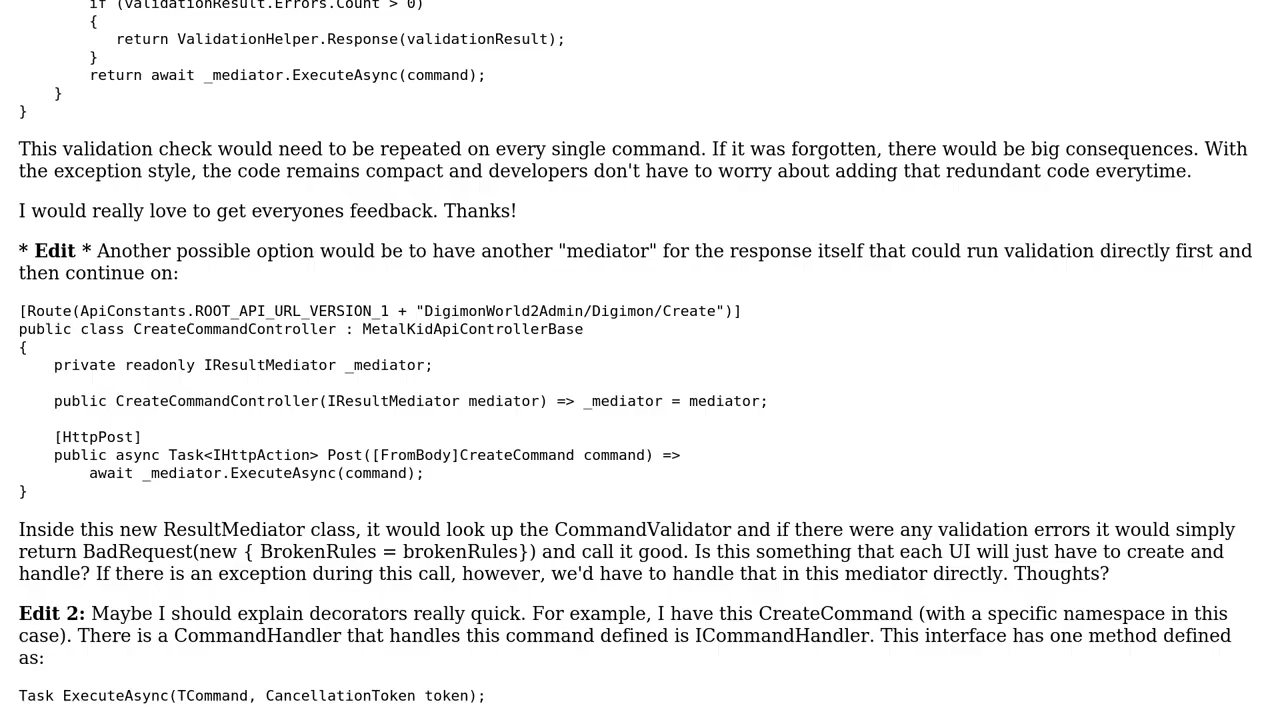 if (validationResult.Errors.Count > 0)
{
return ValidationHelper.Response(validationResult);
}
return await _mediator.ExecuteAsync(command);
}
}
This validation check would need to be repeated on every single command. If it was forgotten, there would be big consequences. With
the exception style, the code remains compact and developers don't have to worry about adding that redundant code everytime.
I would really love to get everyones feedback. Thanks!
* Edit * Another possible option would be to have another "mediator" for the response itself that could run validation directly first and
then continue on:
[Route(ApiConstants.ROOT_API_URL_VERSION_1 + "DigimonWorld2Admin/Digimon/Create")]
public class CreateCommandController : MetalKidApiControllerBase
{
private readonly IResultMediator _mediator;
public CreateCommandController(IResultMediator mediator) => _mediator = mediator;
[HttpPost]
public async Task<IHttpAction> Post([FromBody]CreateCommand command) =>
await _mediator.ExecuteAsync(command);
}
Inside this new ResultMediator class, it would look up the CommandValidator and if there were any validation errors it would simply
return BadRequest(new { BrokenRules = brokenRules}) and call it good. Is this something that each UI will just have to create and
handle? If there is an exception during this call, however, we'd have to handle that in this mediator directly. Thoughts?
Edit 2: Maybe I should explain decorators really quick. For example, I have this CreateCommand (with a specific namespace in this
case). There is a CommandHandler that handles this command defined is ICommandHandler. This interface has one method defined
as:
Task ExecuteAsync(TCommand, CancellationToken token);